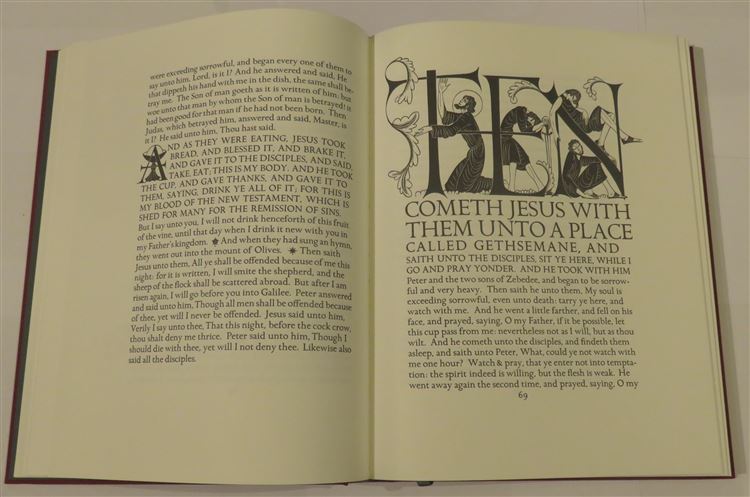 were exceeding sorrowful, and began every one of them to
say unto him, Lord, is it I? And he answered and said, He
that dippeth his hand with me in the dish, the same shall be-
tray me. The Son of man goeth as it is written of him: but
woe unto that man by whom the Son of man is betrayed! it
had been good for that man if he had not been born. Then
Judas, which betrayed him, answered and said, Master, is
it I? He said unto him, Thou hast said.
AND AS THEY WERE EATING, JESUS TOOK
BREAD, AND BLESSED IT, AND BRAKE IT,
AND GAVE IT TO THE DISCIPLES, AND SAID,
TAKE, EAT; THIS IS MY BODY. AND HE TOOK
THE CUP, AND GAVE THANKS, AND GAVE IT TO
THEM, SAYING, DRINK YE ALL OF IT; FOR THIS IS
MY BLOOD OF THE NEW TESTAMENT, WHICH IS
SHED FOR MANY FOR THE REMISSION OF SINS.
But I say unto you, I will not drink henceforth of this fruit
of the vine, until that day when I drink it new with you in
my Father's kingdom. And when they had sung an hymn,
they went out into the mount of Olives. Then saith
Jesus unto them, All ye shall be offended because of me this
night: for it is written, I will smite the shepherd, and the
sheep of the flock shall be scattered abroad. But after I am
risen again, I will go before you into Galilee. Peter answered
and said unto him, Though all men shall be offended because
of thee, yet will I never be offended. Jesus said unto him,
Verily I say unto thee, That this night, before the cock crow,
thou shalt deny me thrice. Peter said unto him, Though I
should die with thee, yet will I not deny thee. Likewise also
said all the disciples.
THEN
COMETH JESUS WITH
THEM UNTO A PLACE
CALLED GETHSEMANE, AND
SAITH UNTO THE DISCIPLES, SIT YE HERE, WHILE I
GO AND PRAY YONDER. AND HE TOOK WITH HIM
Peter and the two sons of Zebedee, and began to be sorrow-
ful and very heavy. Then saith he unto them, My soul is
exceeding sorrowful, even unto death: tarry ye here, and
watch with me. And he went a little farther, and fell on his
face, and prayed, saying, O my Father, if it be possible, let
this cup pass from me: nevertheless not as I will, but as thou
wilt. And he cometh unto the disciples, and findeth them
asleep, and saith unto Peter, What, could ye not watch with
me one hour? Watch & pray, that ye enter not into tempta-
tion: the spirit indeed is willing, but the flesh is weak. He
went away again the second time, and prayed, saying, O my
69